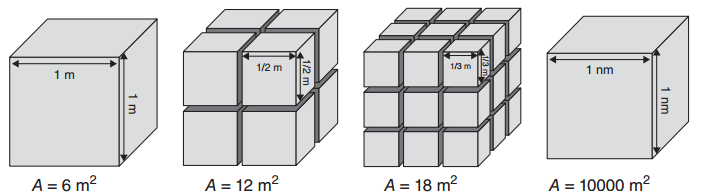 1 m
1 m
A = 6 m²
1/2 m
1/2 m
A = 12 m²
1/3 m
1/3 m
A = 18 m²
1 nm
1 nm
A = 10000 m²